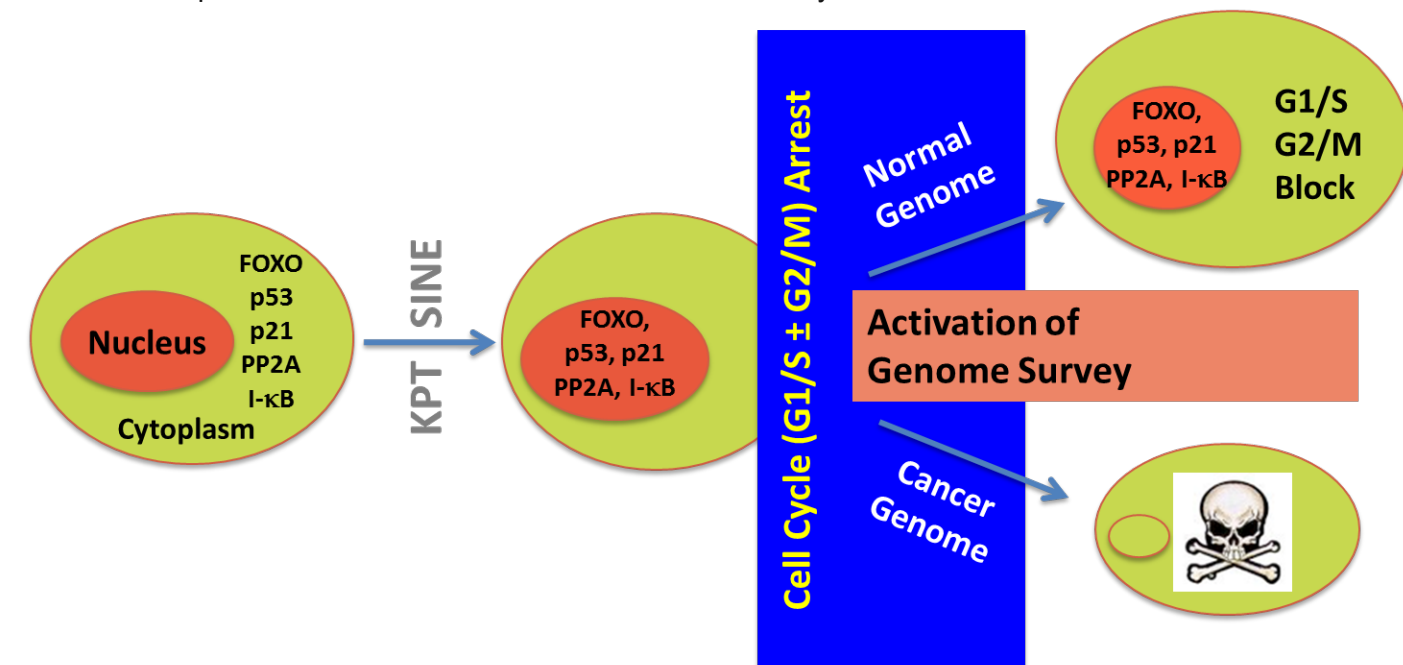 FOXO
p53
p21
PP2A
I-κB
Nucleus
Cytoplasm
KPT SINE
FOXO,
p53, p21
PP2A, I-κB
Cell Cycle (G1/S ± G2/M) Arrest
Normal
Genome
Activation of
Genome Survey
Cancer
Genome
FOXO,
p53, p21
PP2A, I-κB
G1/S
G2/M
Block